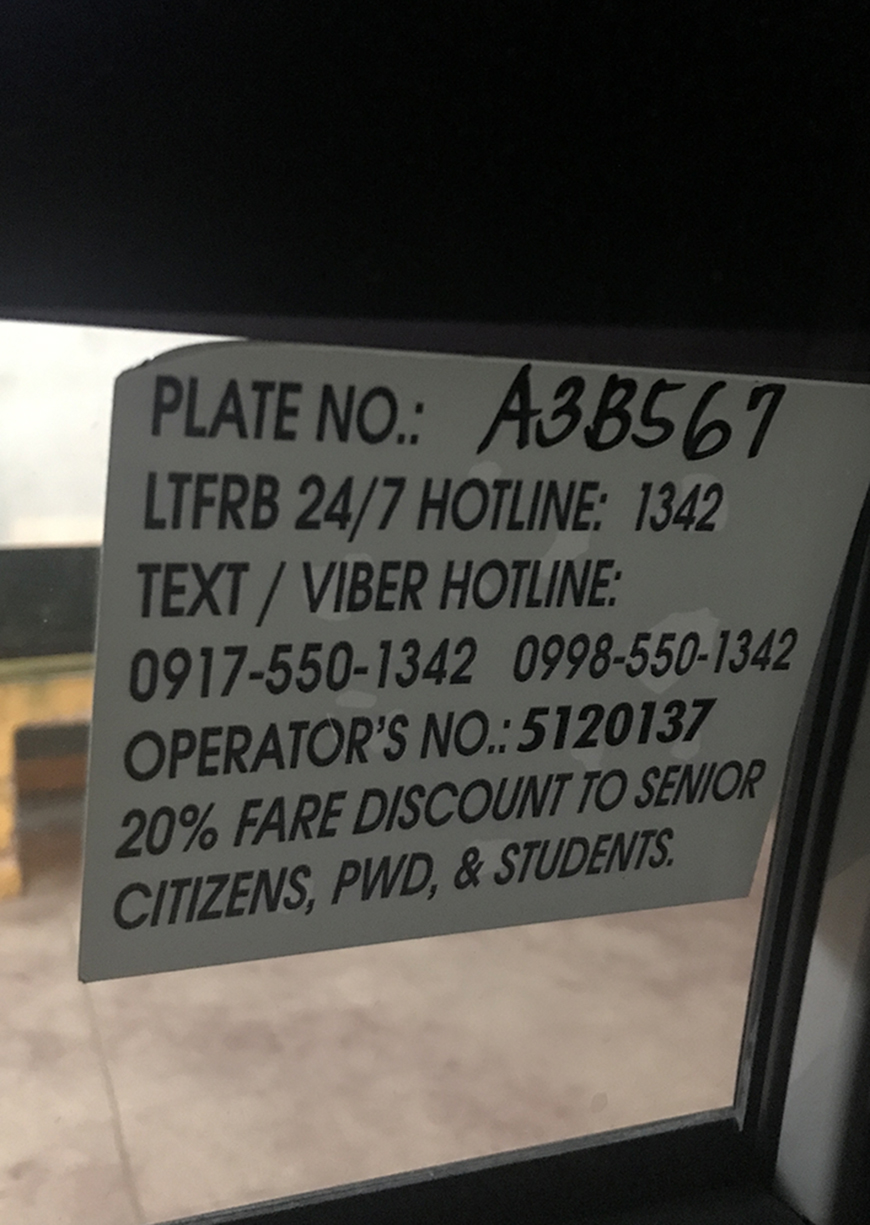 PLATE NO.: A3B567
LTFRB 24/7 HOTLINE: 1342
TEXT / VIBER HOTLINE:
0917-550-1342 0998-550-1342
OPERATOR'S NO.: 5120137
20% FARE DISCOUNT TO SENIOR
CITIZENS, PWD, & STUDENTS.